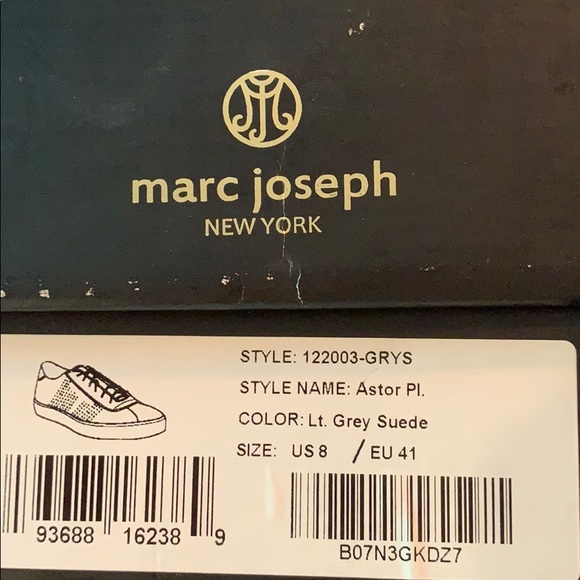 marc joseph
NEW YORK
STYLE: 122003-GRYS
STYLE NAME: Astor Pl.
COLOR: Lt. Grey Suede
SIZE: US 8 / EU 41
93688 16238 9
B07N3GKDZ7